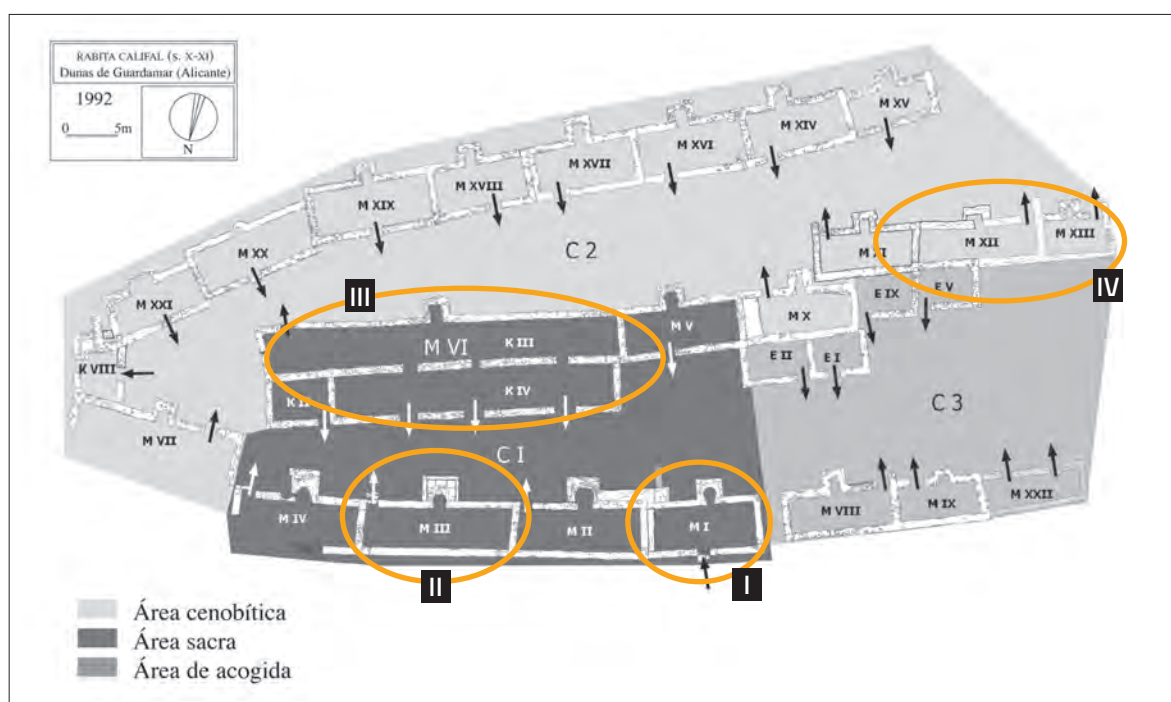 RABITA CALIFAL (s. X-XI)
Dunas de Guardamar (Alicante)
1992
0 5m
N
M XV
M XIV
M XVI
M XVII
M XVIII
M XIX
M XX
M XXI
C 2
M XIII
M XII
M XI
IV
III
E V
E IX
M X
M V
K III
M VI
K VIII
E II
E I
K IV
C 3
M VII
C I
M XXII
M IX
M VIII
M IV
M III
M II
M I
II
I
Área cenobítica
Área sacra
Área de acogida